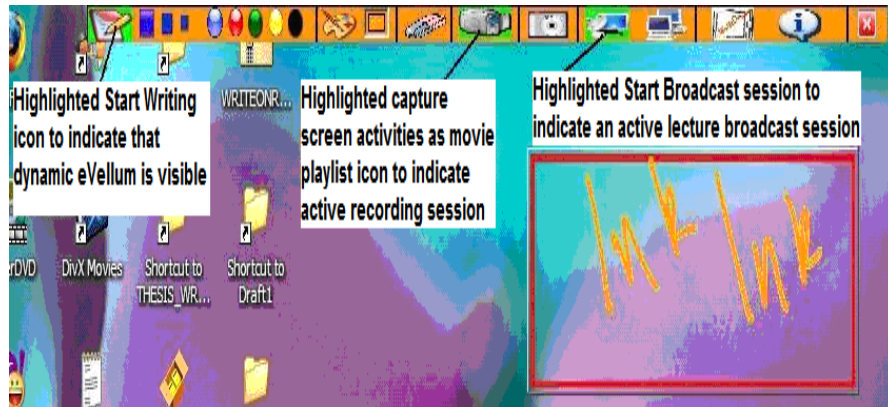 Highlighted Start Writing
icon to indicate that
dynamic eVellum is visible
WRITEONR...
Highlighted capture
screen activities as movie
playlist icon to indicate
active recording session
Highlighted Start Broadcast session to
indicate an active lecture broadcast session
Ink Ink
rDVD
DivX Movies
Shortcut to
THESIS_WR...
Shortcut to
Draft1